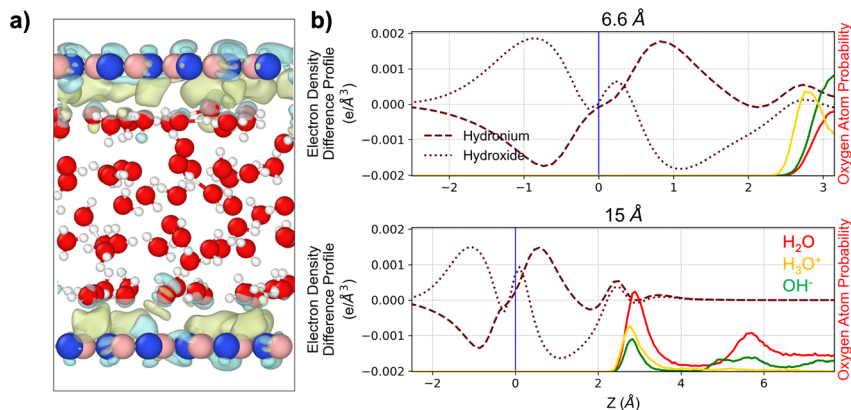 a)
b)
6.6 Å
Electron Density
Difference Profile
(e/Å³)
0.002
0.001
0.000
−0.001
−0.002
Hydronium
Hydroxide
−2
−1
0
1
2
3
Oxygen Atom Probability
15 Å
Electron Density
Difference Profile
(e/Å³)
0.002
0.001
0.000
−0.001
−0.002
H₂O
H₃O⁺
OH⁻
−2
0
2
4
6
Z (Å)
Oxygen Atom Probability